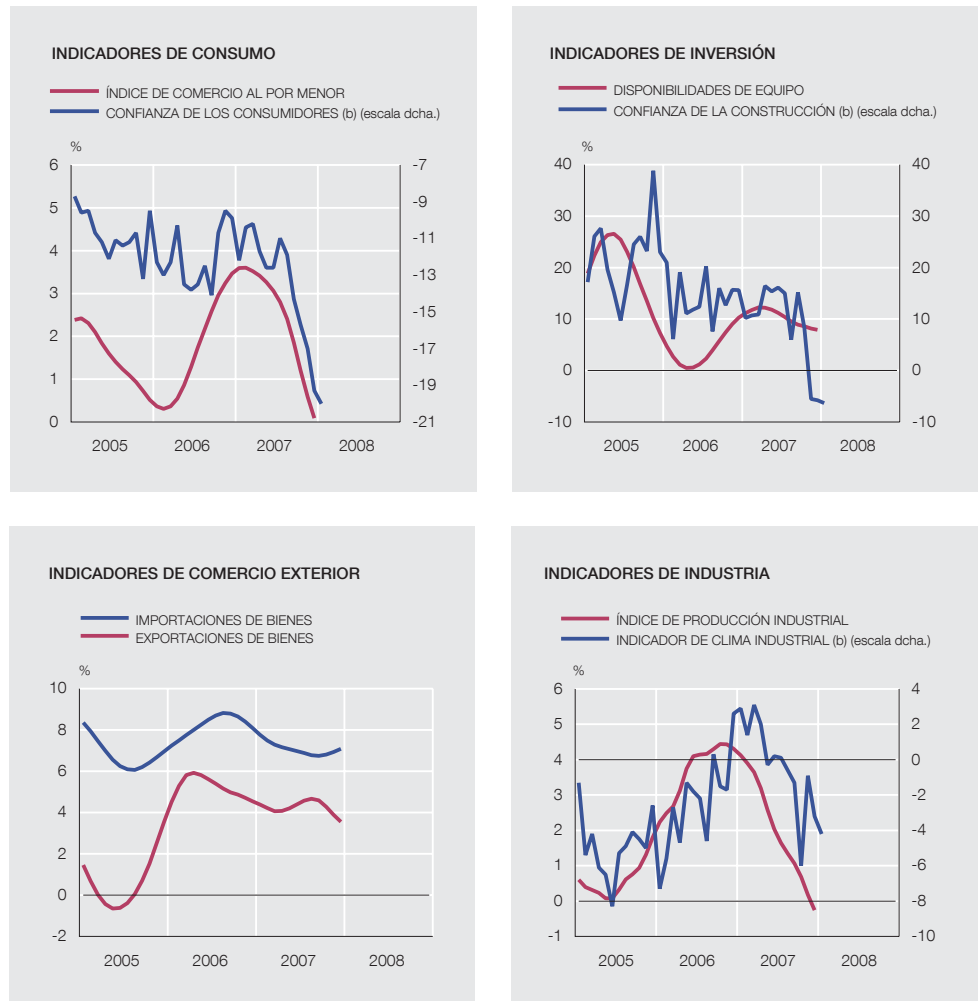 INDICADORES DE CONSUMO
ÍNDICE DE COMERCIO AL POR MENOR
CONFIANZA DE LOS CONSUMIDORES (b) (escala dcha.)
%
6 -7
5 -9
4 -11
3 -13
2 -15
1 -17
0 -19
-21
2005 2006 2007 2008
INDICADORES DE INVERSIÓN
DISPONIBILIDADES DE EQUIPO
CONFIANZA DE LA CONSTRUCCIÓN (b) (escala dcha.)
%
40 40
30 30
20 20
10 10
0 0
-10 -10
2005 2006 2007 2008
INDICADORES DE COMERCIO EXTERIOR
IMPORTACIONES DE BIENES
EXPORTACIONES DE BIENES
%
10
8
6
4
2
0
-2
2005 2006 2007 2008
INDICADORES DE INDUSTRIA
ÍNDICE DE PRODUCCIÓN INDUSTRIAL
INDICADOR DE CLIMA INDUSTRIAL (b) (escala dcha.)
%
6 4
5 2
4 0
3 -2
2 -4
1 -6
0 -8
-1 -10
2005 2006 2007 2008